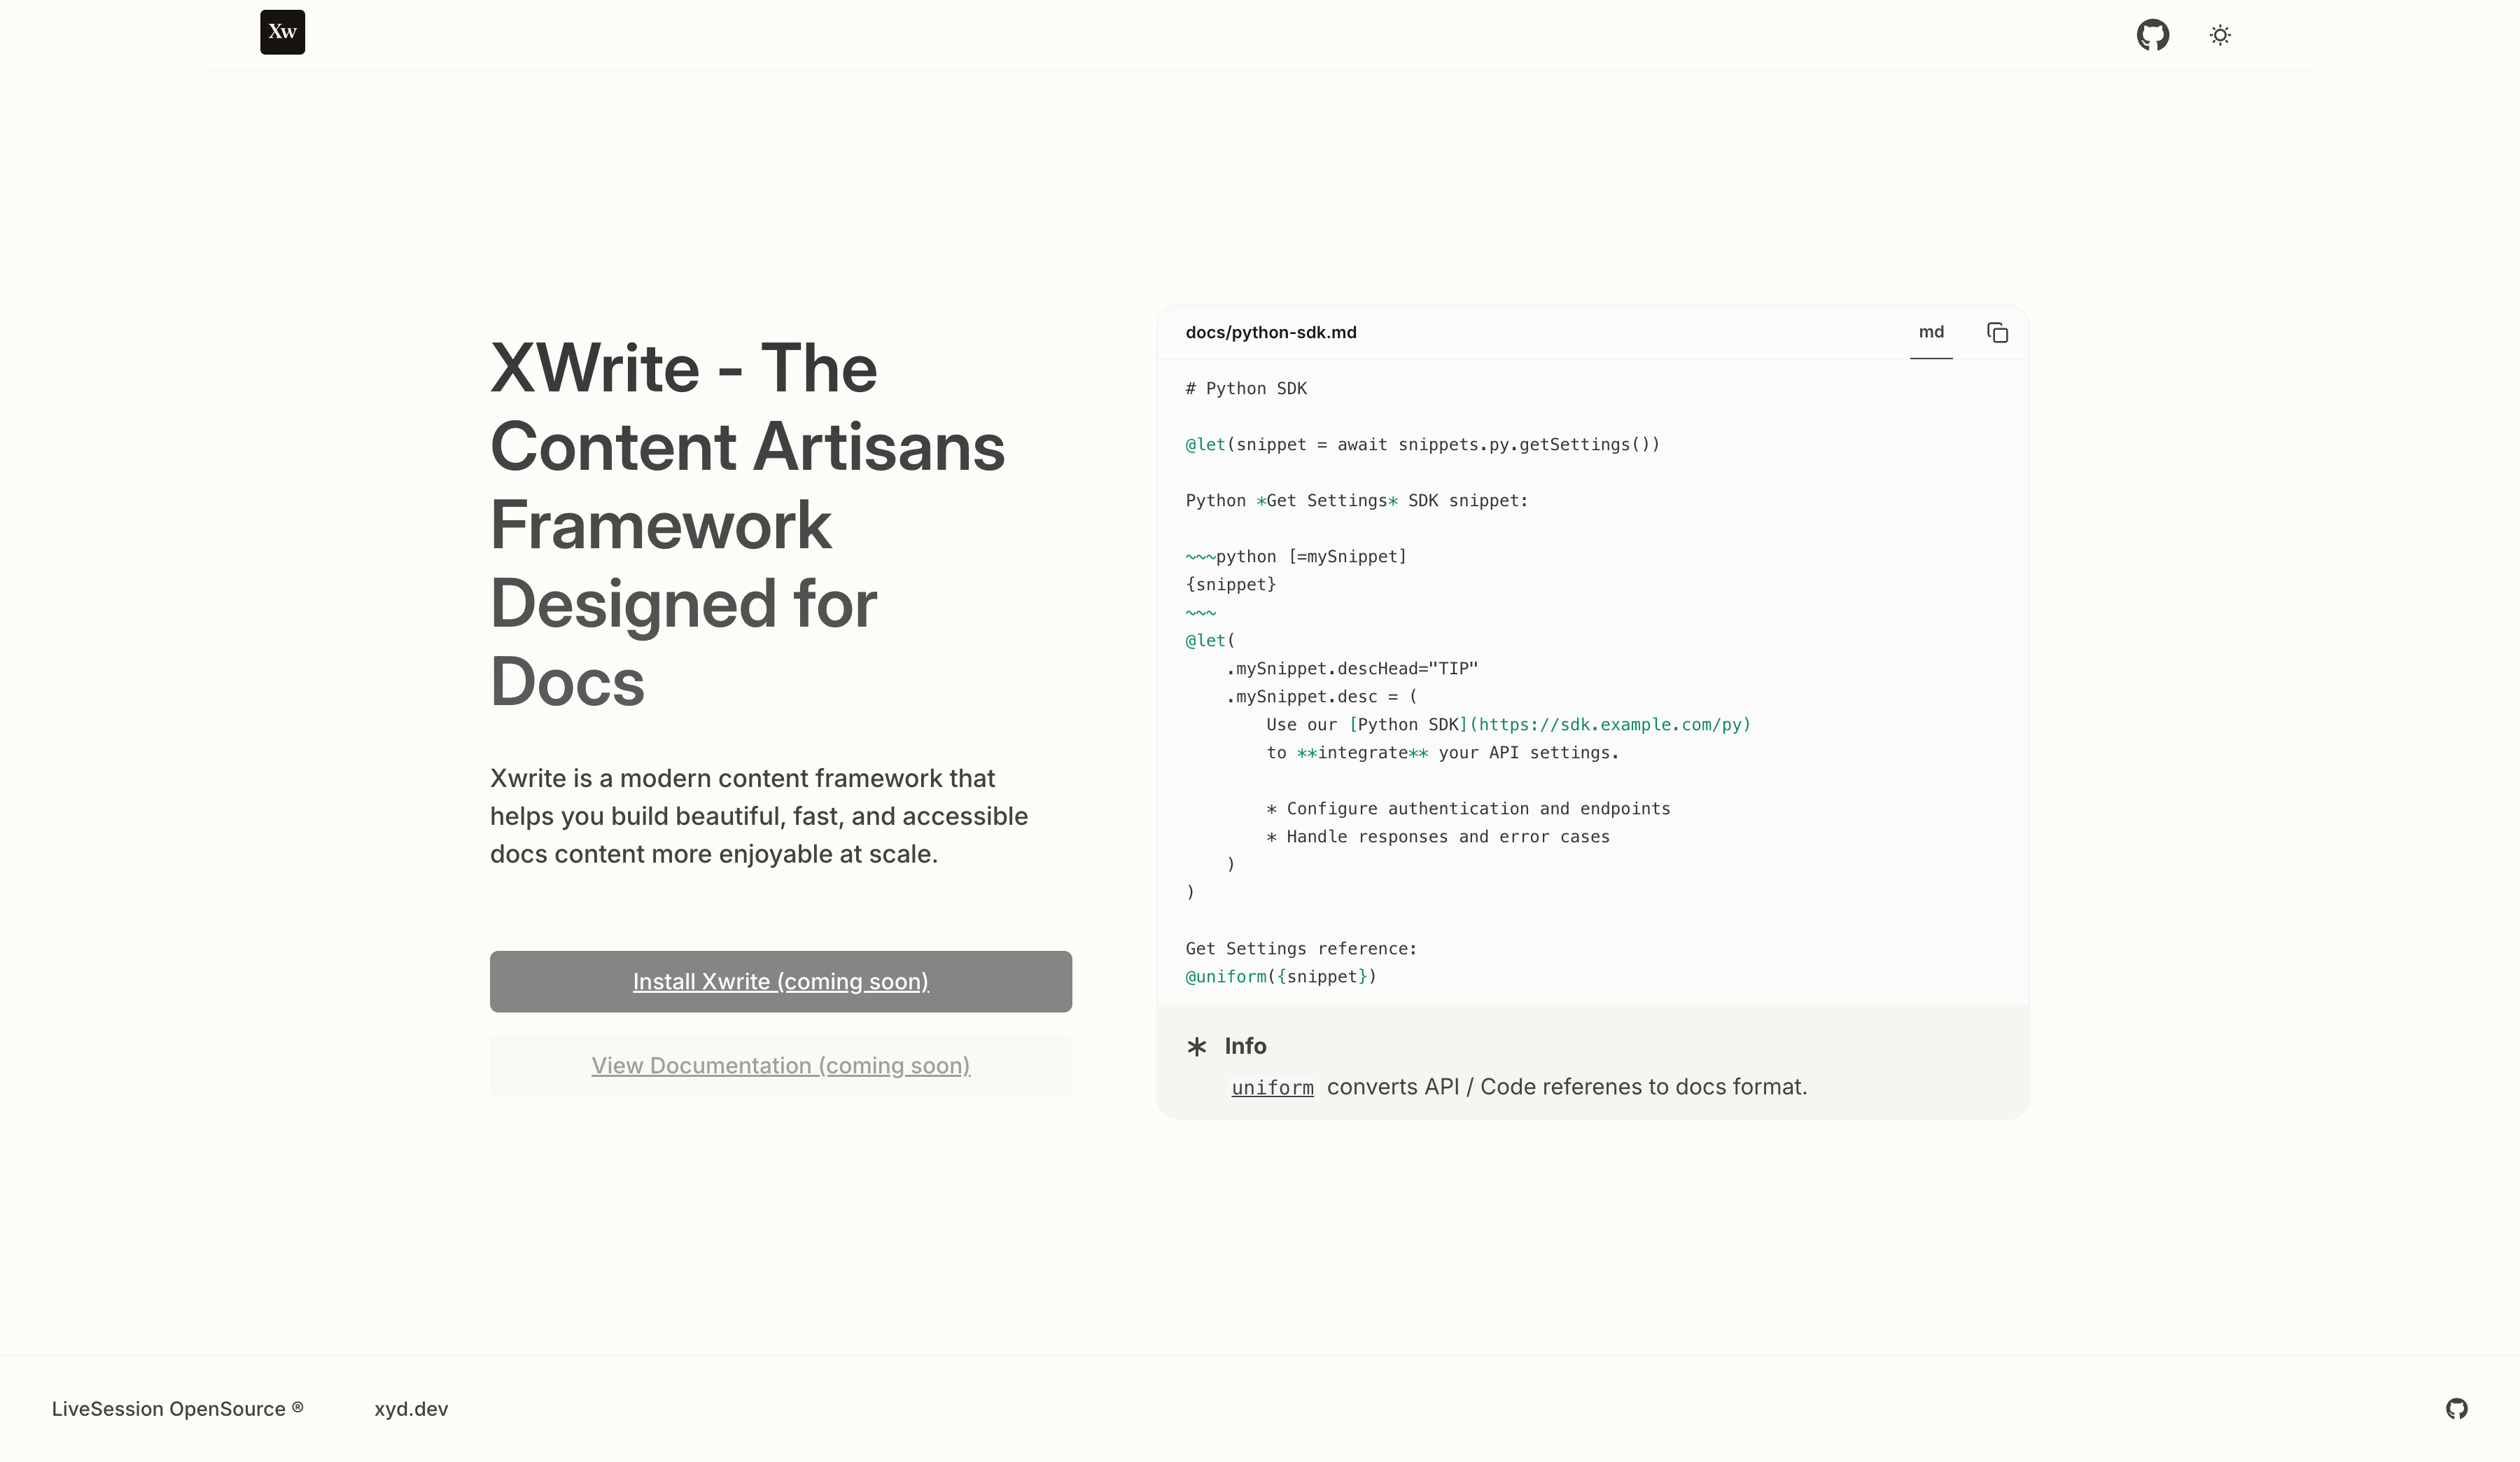 Xw
XWrite - The
Content Artisans
Framework
Designed for
Docs
Xwrite is a modern content framework that
helps you build beautiful, fast, and accessible
docs content more enjoyable at scale.
Install Xwrite (coming soon)
View Documentation (coming soon)
docs/python-sdk.md
md
# Python SDK
@let(snippet = await snippets.py.getSettings())
Python *Get Settings* SDK snippet:
~~~python [=mySnippet]
{snippet}
~~~
@let(
    .mySnippet.descHead="TIP"
    .mySnippet.desc = (
        Use our [Python SDK](https://sdk.example.com/py)
        to **integrate** your API settings.
        * Configure authentication and endpoints
        * Handle responses and error cases
    )
)
Get Settings reference:
@uniform({snippet})
Info
uniform converts API / Code referenes to docs format.
LiveSession OpenSource ®
xyd.dev